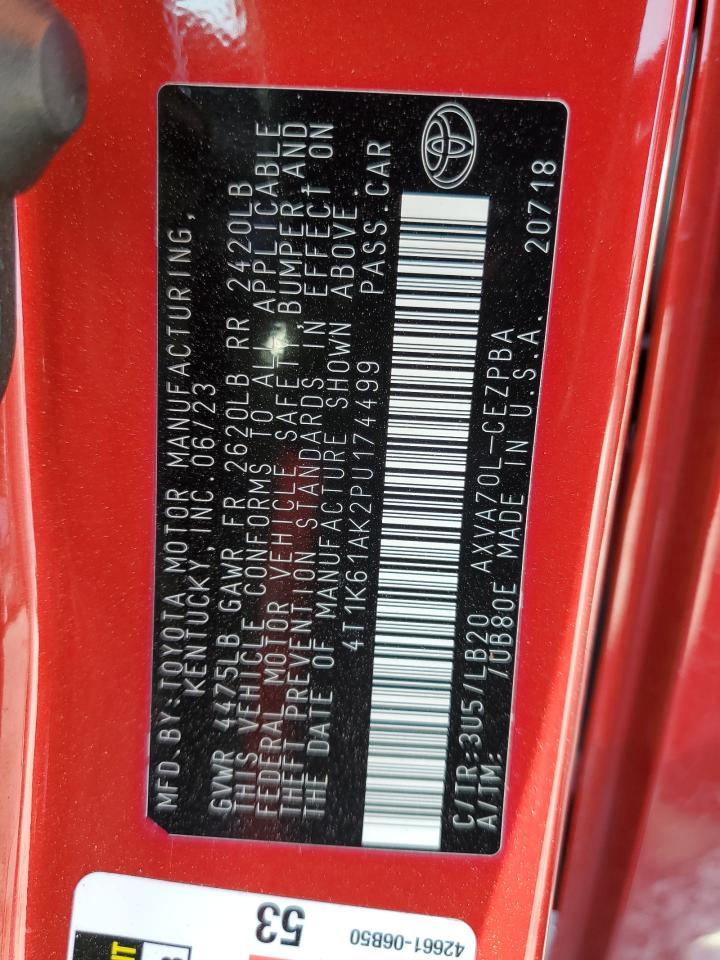 MFD.BY:TOYOTA MOTOR MANUFACTURING,
KENTUCKY,INC.06/23
GVWR 4475LB GAWR FR 2620LB RR 2420LB
THIS VEHICLE CONFORMS TO ALL APPLICABLE
FEDERAL MOTOR VEHICLE SAFETY,BUMPER AND
THEFT PREVENTION STANDARDS IN EFFECT ON
THE DATE OF MANUFACTURE SHOWN ABOVE.
4T1K61AK2PU174499 PASS.CAR
C/TR:3U5/LB20 AXVA70L-CEZPBA
A/TM: /UB80E MADE IN U.S.A. 20718
53
42661-06B50